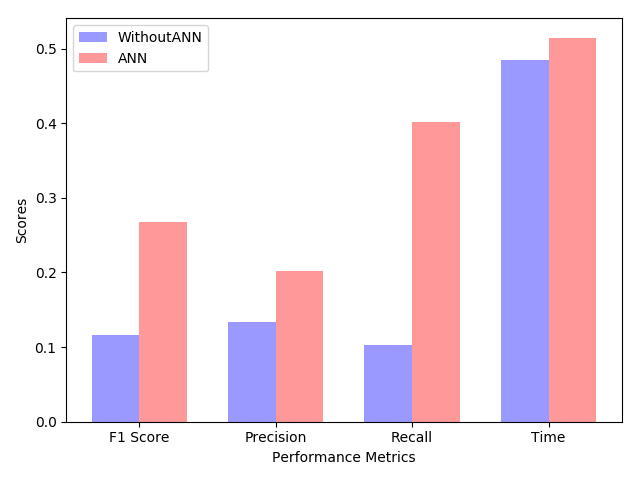 WithoutANN
ANN
0.5
0.4
0.3
0.2
0.1
0.0
Scores
F1 Score Precision Recall Time
Performance Metrics